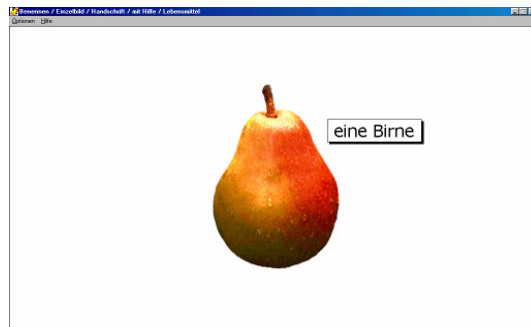 Benennen / Einzelbild / Handschrift / mit Hilfe / Lebensmittel
Optionen Hilfe
eine Birne